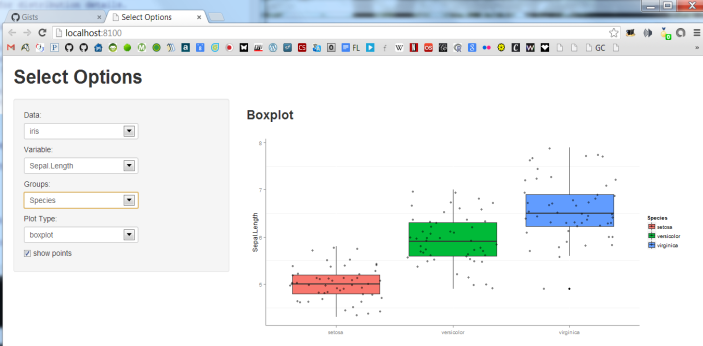 Gists
Select Options
localhost:8100
FL
GC
Select Options
Data:
iris
Variable:
Sepal.Length
Groups:
Species
Plot Type:
boxplot
show points
Boxplot
8
7
6
5
Sepal.Length
setosa
versicolor
virginica
Species
setosa
versicolor
virginica